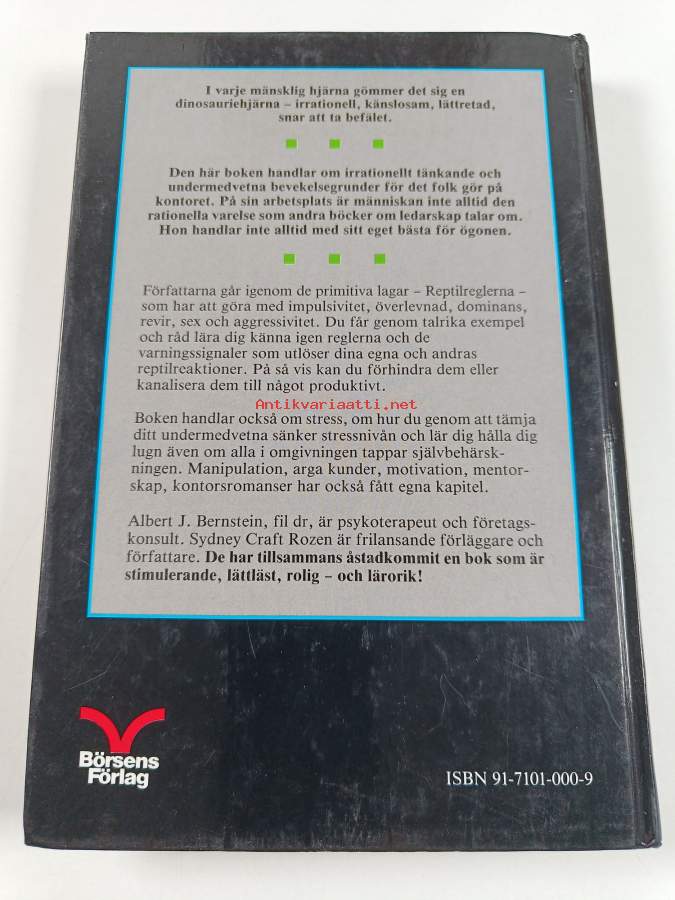 I varje mänsklig hjärna gömmer det sig en
dinosauriehjärna – irrationell, känslosam, lättretad,
snar att ta befälet.
Den här boken handlar om irrationellt tänkande och
undermedvetna bevekelsegrunder för det folk gör på
kontoret. På sin arbetsplats är människan inte alltid den
rationella varelse som andra böcker om ledarskap talar om.
Hon handlar inte alltid med sitt eget bästa för ögonen.
Författarna går igenom de primitiva lagar – Reptilreglerna –
som har att göra med impulsivitet, överlevnad, dominans,
revir, sex och aggressivitet. Du får genom talrika exempel
och råd lära dig känna igen reglerna och de
varningssignaler som utlöser dina egna och andras
reptilreaktioner. På så vis kan du förhindra dem eller
kanalisera dem till något produktivt.
Antikvariaatti.net
Boken handlar också om stress, om hur du genom att tämja
ditt undermedvetna sänker stressnivån och lär dig hålla dig
lugn även om alla i omgivningen tappar självbehärsk-
ningen. Manipulation, arga kunder, motivation, mentor-
skap, kontorsromanser har också fått egna kapitel.
Albert J. Bernstein, fil dr, är psykoterapeut och företags-
konsult. Sydney Craft Rozen är frilansande förläggare och
författare. De har tillsammans åstadkommit en bok som är
stimulerande, lättläst, rolig – och lärorik!
Börsens
Förlag
ISBN 91-7101-000-9